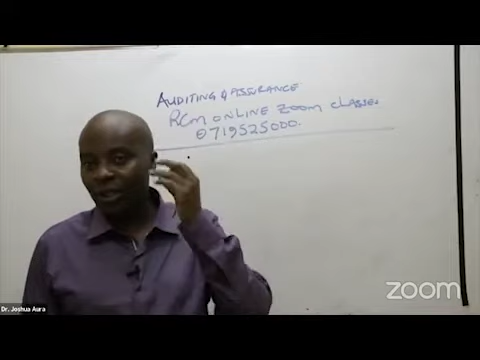 AUDITING & ASSURANCE
RCM ONLINE ZOOM CLASSES
0719525000.
zoom
Dr. Joshua Aura